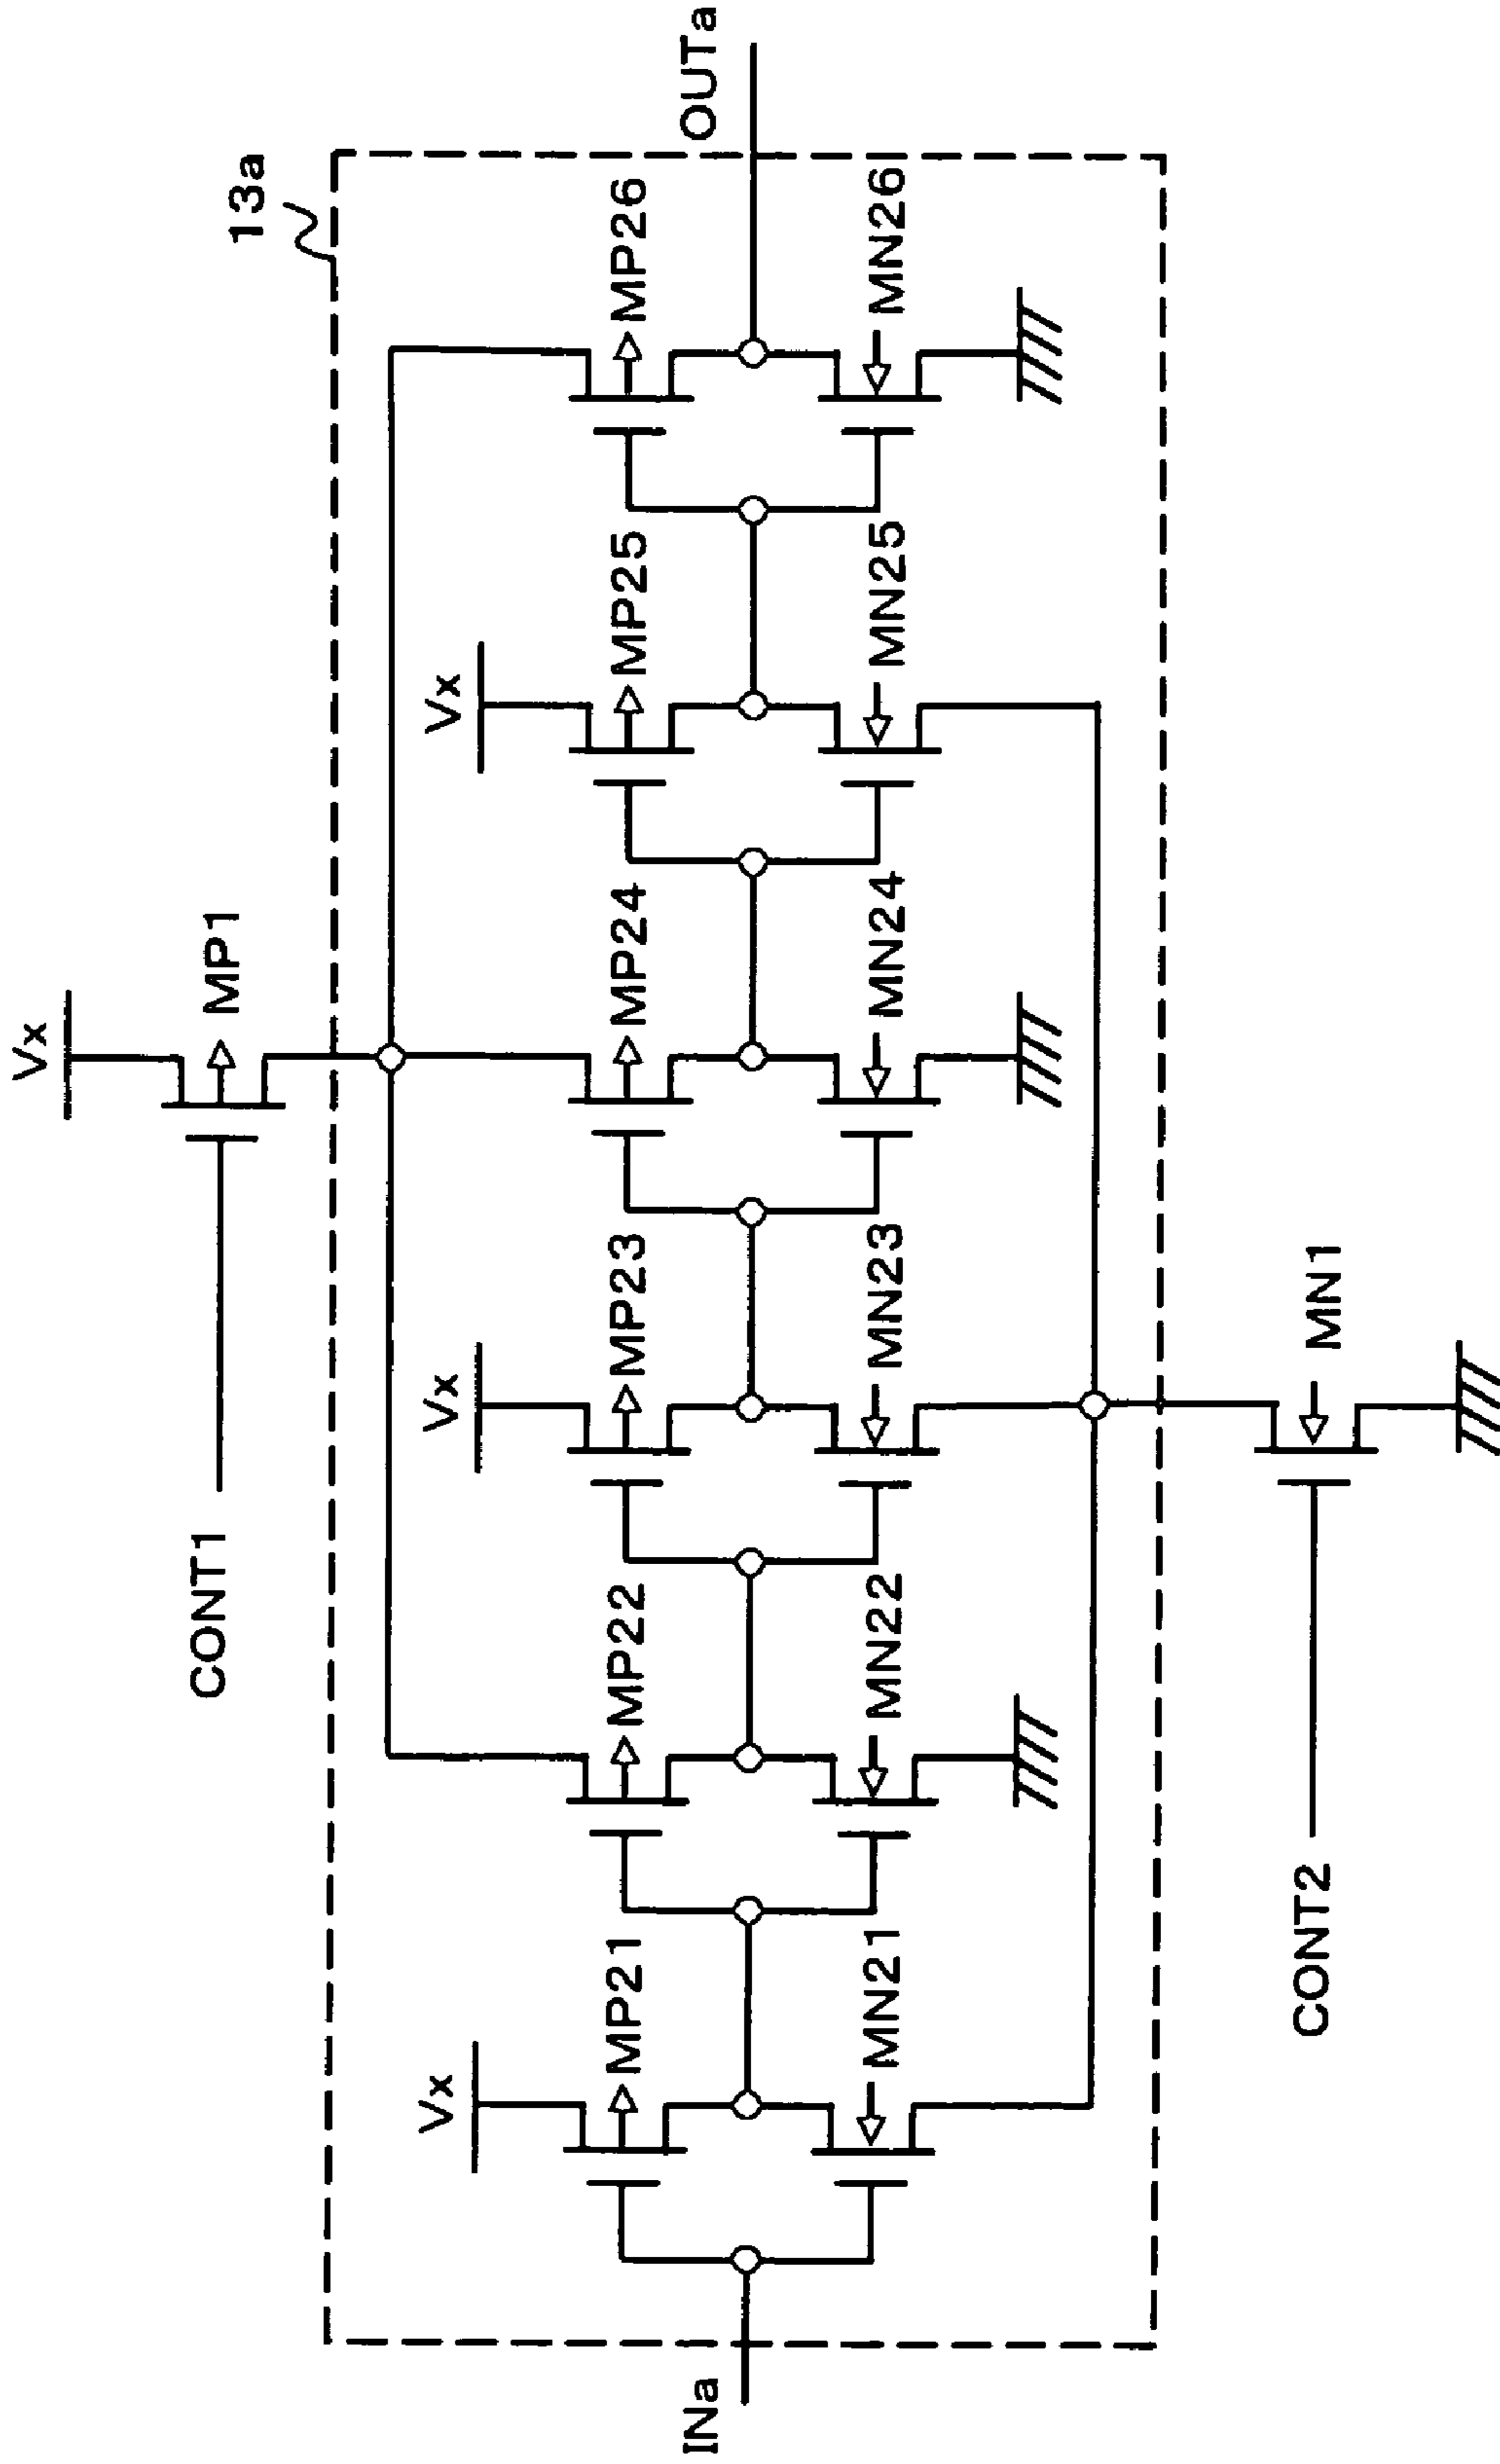 Vx
MP1
CONT1
13a
Vx
Vx
Vx
MP21
MP22
MP23
MP24
MP25
MP26
INa
OUTa
MN21
MN22
MN23
MN24
MN25
MN26
CONT2
MN1